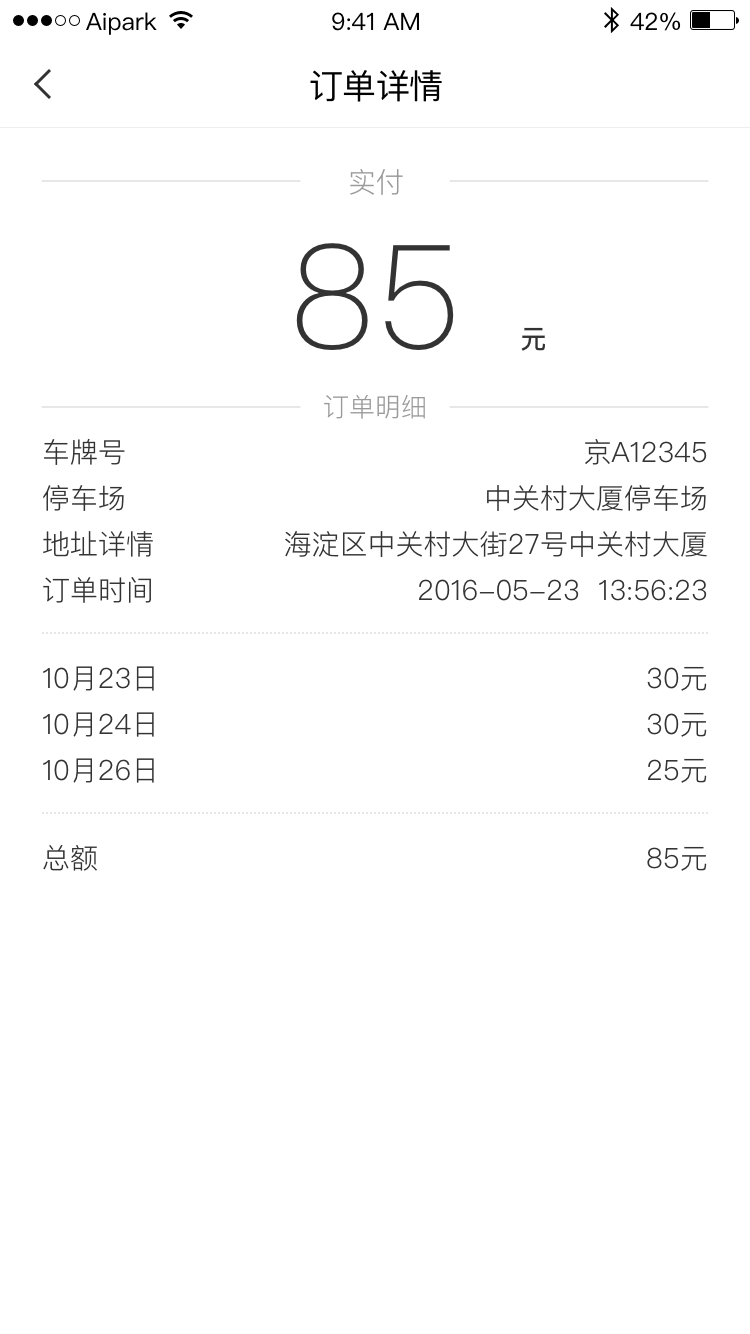 Aipark 9:41 AM 42%
订单详情
实付
85 元
订单明细
车牌号 京A12345
停车场 中关村大厦停车场
地址详情 海淀区中关村大街27号中关村大厦
订单时间 2016-05-23 13:56:23
10月23日 30元
10月24日 30元
10月26日 25元
总额 85元